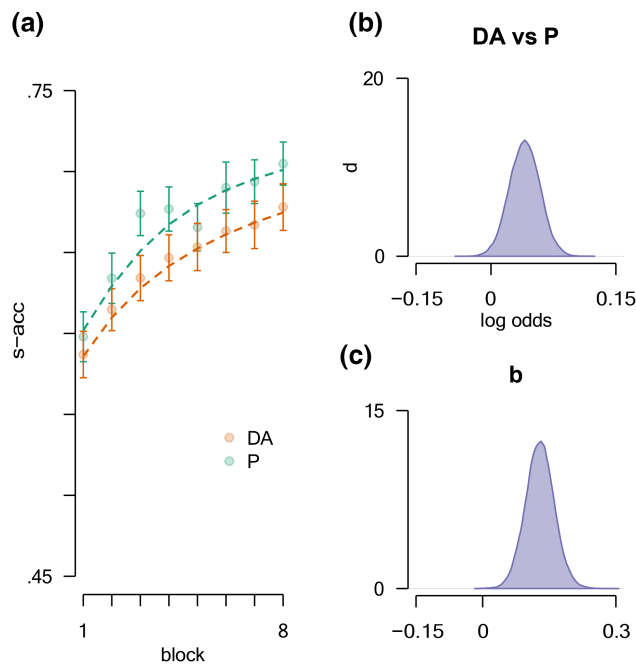 (a)
.75
s−acc
.45
1
8
block
DA
P
(b)
DA vs P
20
d
0
−0.15
0
0.15
log odds
(c)
b
15
0
−0.15
0
0.3